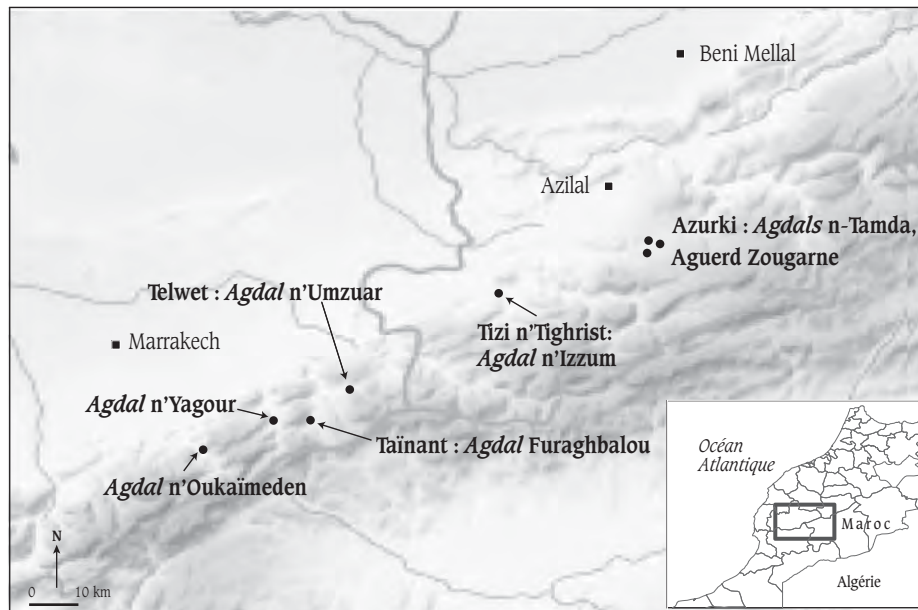 Beni Mellal
Azilal
Azurki : Agdals n-Tamda,
Aguerd Zougarne
Telwet : Agdal n'Umzuar
Tizi n'Tighrist:
Agdal n'Izzum
Marrakech
Agdal n'Yagour
Taïnant : Agdal Furaghbalou
Agdal n'Oukaïmeden
N
0 10 km
Océan
Atlantique
Maroc
Algérie